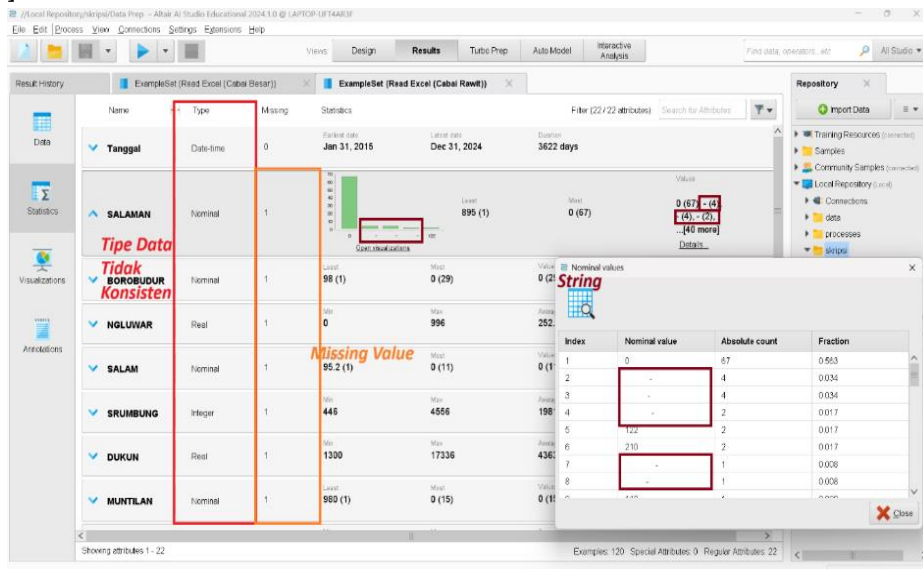 //Local Repository/skripsi/Data Prep - Altair AI Studio Educational 2024.1.0 @ LAPTOP-UFT4AR3F
File Edit Process View Connections Settings Extensions Help
Views: Design Results Turbo Prep Auto Model Interactive Analysis Find data, operators...etc All Studio
Result History ExampleSet (Read Excel (Cabai Besar)) ExampleSet (Read Excel (Cabai Rawit)) Repository
Name Type Missing Statistics Filter (22 / 22 attributes): Search for Attributes Import Data
Data
Statistics
Visualizations
Annotations
Tanggal Date-time 0 Earliest date Jan 31, 2015 Latest date Dec 31, 2024 Duration 3622 days
SALAMAN Nominal 1 Least 895 (1) Most 0 (67) Values 0 (67), - (4),
- (4), - (2),
...[40 more]
Open visualizations Details...
Tipe Data
Tidak
Konsisten
BOROBUDUR Nominal 1 Least 98 (1) Most 0 (29)
NGLUWAR Real 1 Min 0 Max 996 252.
Missing Value
SALAM Nominal 1 Least 95.2 (1) Most 0 (11)
SRUMBUNG Integer 1 Min 446 Max 4556 198
DUKUN Real 1 Min 1300 Max 17336 436
MUNTILAN Nominal 1 Least 980 (1) Most 0 (15)
Showing attributes 1 - 22 Examples: 120 Special Attributes: 0 Regular Attributes: 22
Training Resources (connected)
Samples
Community Samples (connected)
Local Repository (Local)
Connections
data
processes
skripsi
Nominal values
String
Index Nominal value Absolute count Fraction
1 0 67 0.563
2 - 4 0.034
3 - 4 0.034
4 - 2 0.017
5 122 2 0.017
6 210 2 0.017
7 - 1 0.008
8 - 1 0.008
Close